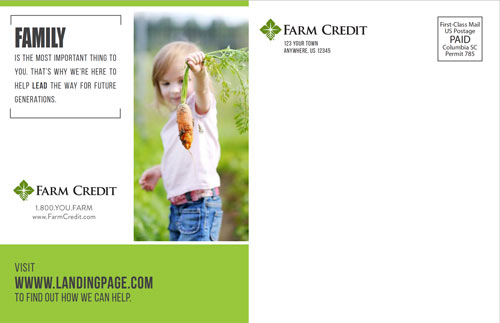 FAMILY
IS THE MOST IMPORTANT THING TO
YOU. THAT'S WHY WE'RE HERE TO
HELP LEAD THE WAY FOR FUTURE
GENERATIONS.
FARM CREDIT
1.800.YOU.FARM
www.FarmCredit.com
VISIT
WWWW.LANDINGPAGE.COM
TO FIND OUT HOW WE CAN HELP.
FARM CREDIT
123 YOUR TOWN
ANYWHERE, US 12345
First-Class Mail
US Postage
PAID
Columbia SC
Permit 785